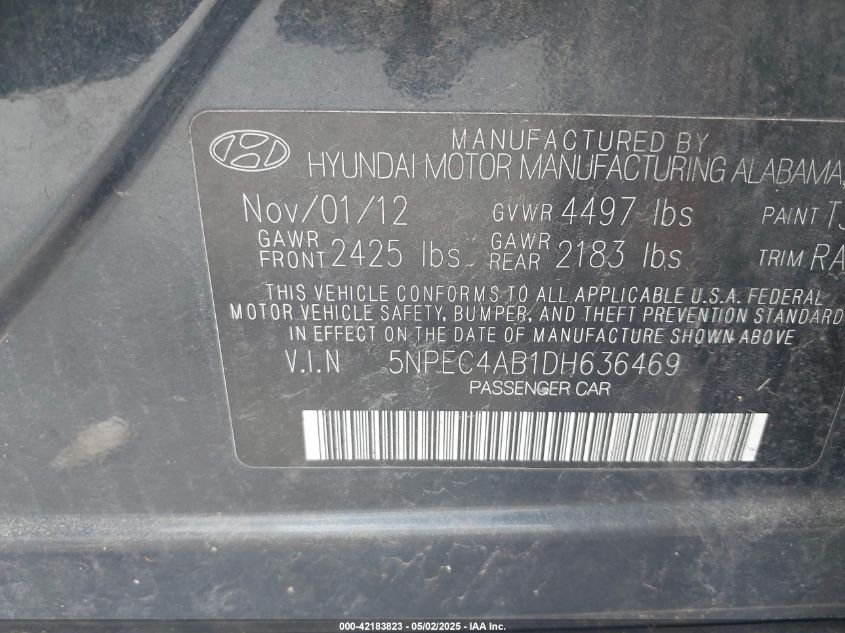 MANUFACTURED BY
HYUNDAI MOTOR MANUFACTURING ALABAMA,
Nov/01/12 GVWR 4497 lbs PAINT
GAWR FRONT 2425 lbs GAWR REAR 2183 lbs TRIM
THIS VEHICLE CONFORMS TO ALL APPLICABLE U.S.A. FEDERAL
MOTOR VEHICLE SAFETY, BUMPER, AND THEFT PREVENTION STANDARD
IN EFFECT ON THE DATE OF MANUFACTURE SHOWN ABOVE
V.I.N 5NPEC4AB1DH636469
PASSENGER CAR
000-42183823 - 05/02/2025 - IAA Inc.